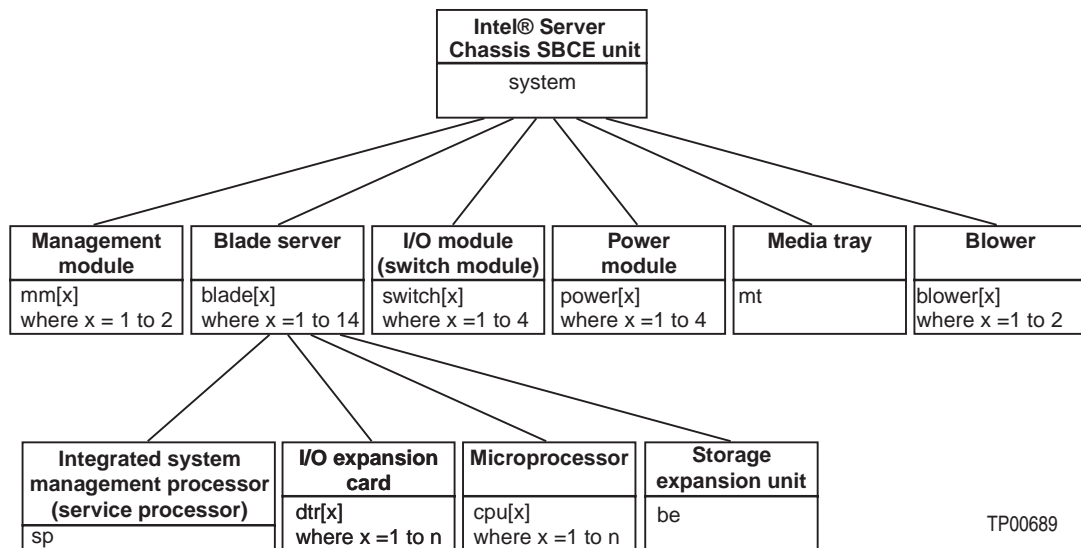 Intel® Server
Chassis SBCE unit
system
Management
module
mm[x]
where x = 1 to 2
Blade server
blade[x]
where x =1 to 14
I/O module
(switch module)
switch[x]
where x =1 to 4
Power
module
power[x]
where x =1 to 4
Media tray
mt
Blower
blower[x]
where x =1 to 2
Integrated system
management processor
(service processor)
sp
I/O expansion
card
dtr[x]
where x =1 to n
Microprocessor
cpu[x]
where x =1 to n
Storage
expansion unit
be
TP00689